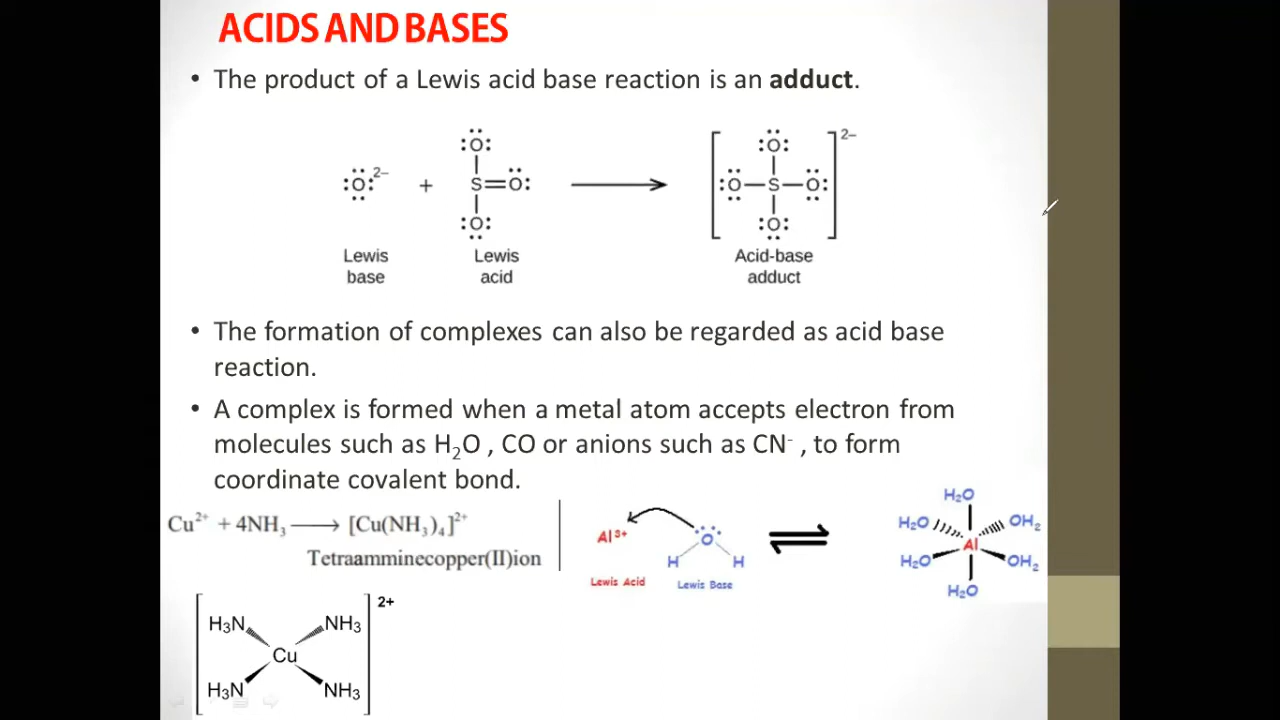 ACIDS AND BASES
• The product of a Lewis acid base reaction is an adduct.
:Ö:²⁻ + :Ö: S=Ö: :Ö: ⟶ [:Ö: :Ö—S—Ö: :Ö:]²⁻
Lewis base
Lewis acid
Acid-base adduct
• The formation of complexes can also be regarded as acid base
reaction.
• A complex is formed when a metal atom accepts electron from
molecules such as H₂O , CO or anions such as CN⁻ , to form
coordinate covalent bond.
Cu²⁺ + 4NH₃ ⟶ [Cu(NH₃)₄]²⁺
Tetraamminecopper(II)ion
Al³⁺ O H H ⇌
Lewis Acid Lewis Base
H₂O
H₂O OH₂
Al
H₂O OH₂
H₂O
2+
H₃N NH₃
Cu
H₃N NH₃